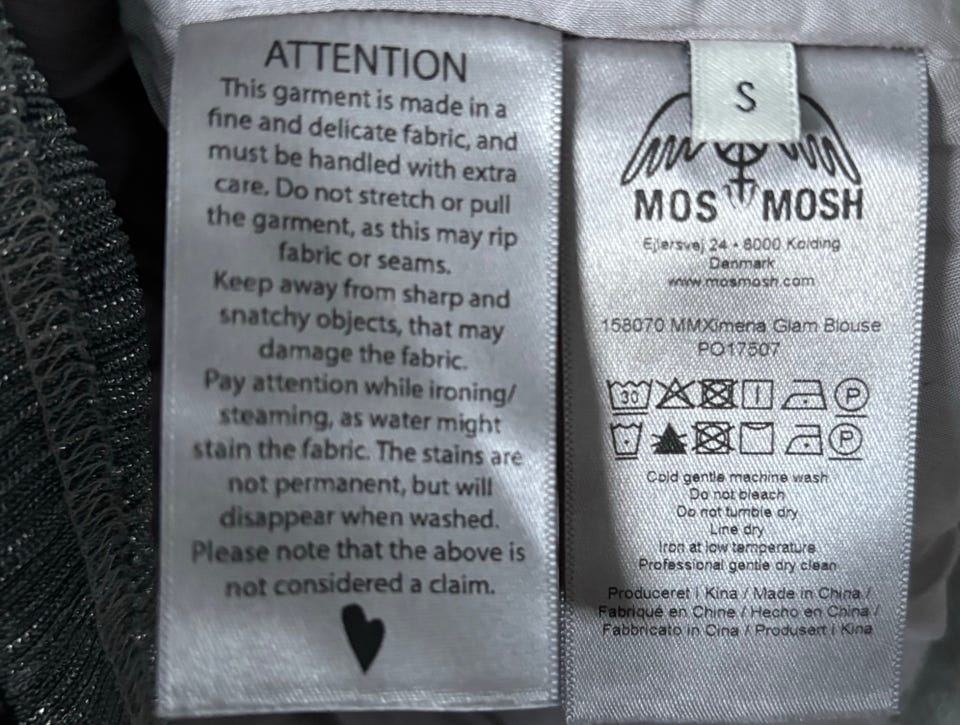 ATTENTION
This garment is made in a
fine and delicate fabric, and
must be handled with extra
care. Do not stretch or pull
the garment, as this may rip
fabric or seams.
Keep away from sharp and
snatchy objects, that may
damage the fabric.
Pay attention while ironing/
steaming, as water might
stain the fabric. The stains are
not permanent, but will
disappear when washed.
Please note that the above is
not considered a claim.
S
MOS MOSH
Ejlersvej 24 • 6000 Kolding
Denmark
www.mosmosh.com
158070 MMXimena Glam Blouse
PO17507
30 P
P
Cold gentle machine wash
Do not bleach
Do not tumble dry
Line dry
Iron at low temperature
Professional gentle dry clean
Produceret i Kina / Made in China /
Fabriqué en Chine / Hecho en China /
Fabbricato in Cina / Produsert i Kina